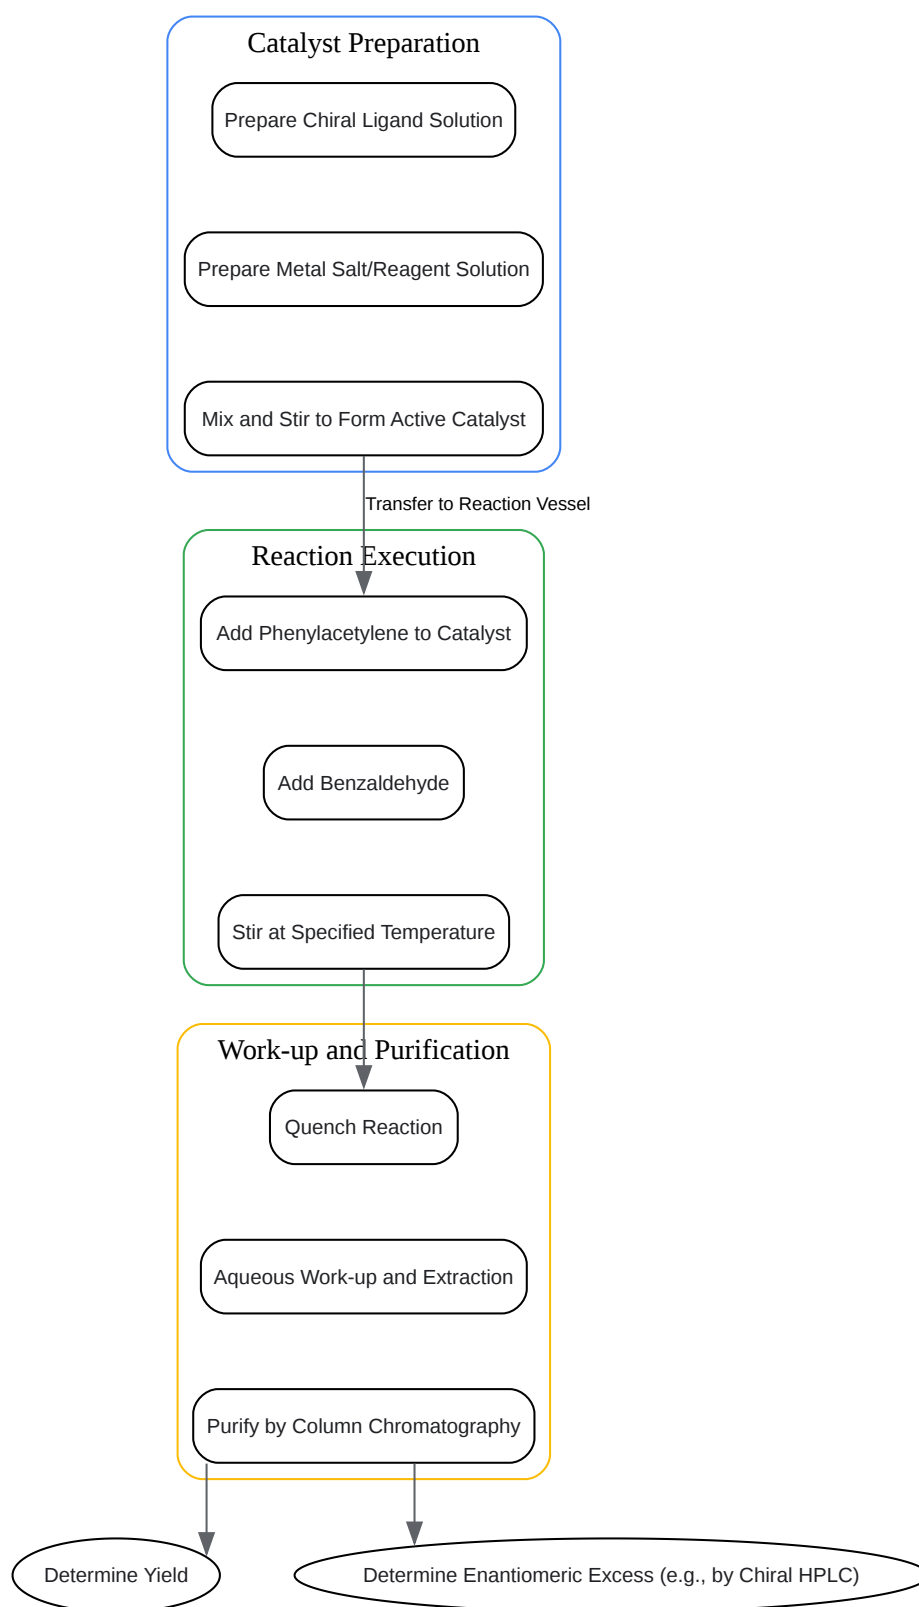 Catalyst Preparation
Prepare Chiral Ligand Solution
Prepare Metal Salt/Reagent Solution
Mix and Stir to Form Active Catalyst
Transfer to Reaction Vessel
Reaction Execution
Add Phenylacetylene to Catalyst
Add Benzaldehyde
Stir at Specified Temperature
Work-up and Purification
Quench Reaction
Aqueous Work-up and Extraction
Purify by Column Chromatography
Determine Yield
Determine Enantiomeric Excess (e.g., by Chiral HPLC)